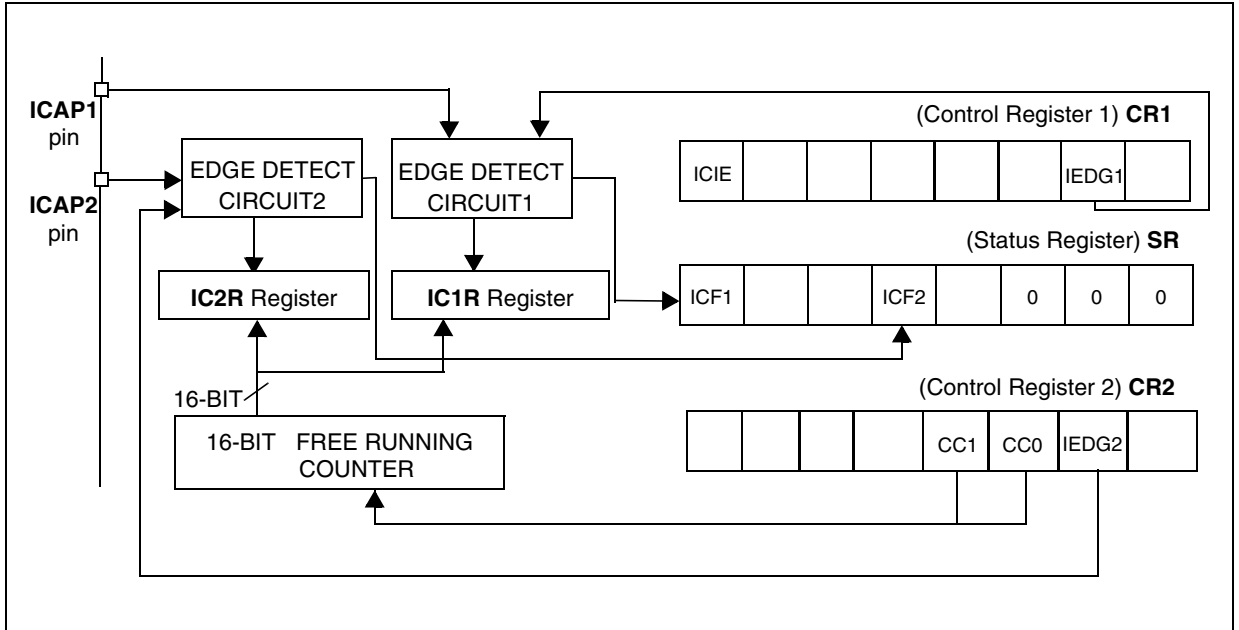 ICAP1
pin
ICAP2
pin
EDGE DETECT
CIRCUIT2
EDGE DETECT
CIRCUIT1
IC2R Register
IC1R Register
16-BIT
16-BIT FREE RUNNING
COUNTER
(Control Register 1) CR1
ICIE
IEDG1
(Status Register) SR
ICF1
ICF2
0
0
0
(Control Register 2) CR2
CC1
CC0
IEDG2